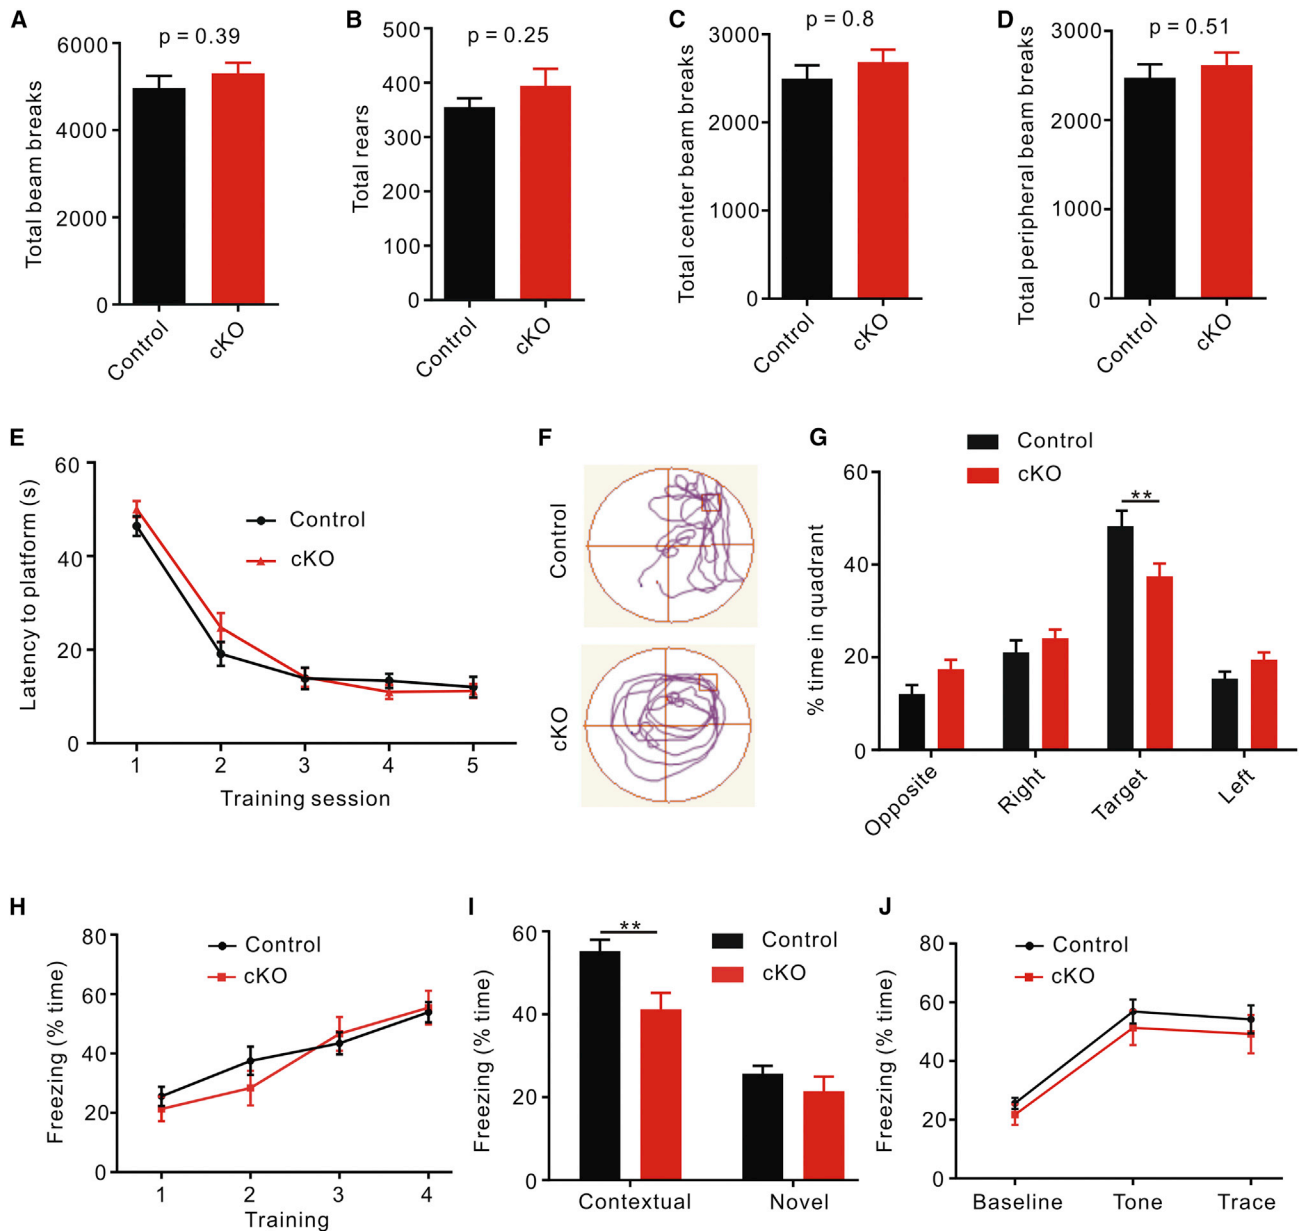 A
p = 0.39
Total beam breaks
6000
4000
2000
0
Control
cKO
B
p = 0.25
Total rears
500
400
300
200
100
0
Control
cKO
C
p = 0.8
Total center beam breaks
3000
2000
1000
0
Control
cKO
D
p = 0.51
Total peripheral beam breaks
3000
2000
1000
0
Control
cKO
E
Latency to platform (s)
60
40
20
0
Control
cKO
1 2 3 4 5
Training session
F
Control
cKO
G
Control
cKO
% time in quadrant
60
40
20
0
**
Opposite
Right
Target
Left
H
Freezing (% time)
80
60
40
20
0
Control
cKO
1 2 3 4
Training
I
Freezing (% time)
60
40
20
0
**
Control
cKO
Contextual Novel
J
Freezing (% time)
80
60
40
20
0
Control
cKO
Baseline Tone Trace